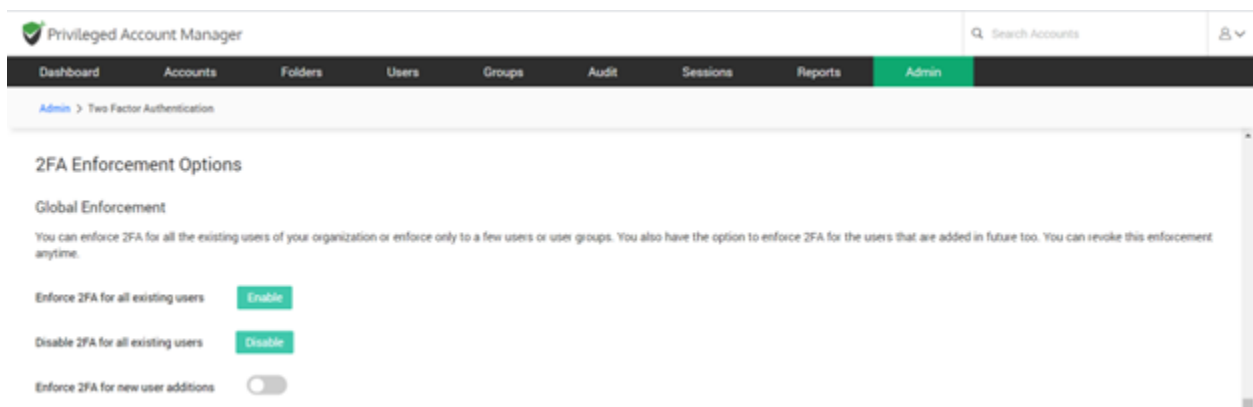 Privileged Account Manager
Search Accounts
Dashboard Accounts Folders Users Groups Audit Sessions Reports Admin
Admin > Two Factor Authentication
2FA Enforcement Options
Global Enforcement
You can enforce 2FA for all the existing users of your organization or enforce only to a few users or user groups. You also have the option to enforce 2FA for the users that are added in future too. You can revoke this enforcement
anytime.
Enforce 2FA for all existing users Enable
Disable 2FA for all existing users Disable
Enforce 2FA for new user additions